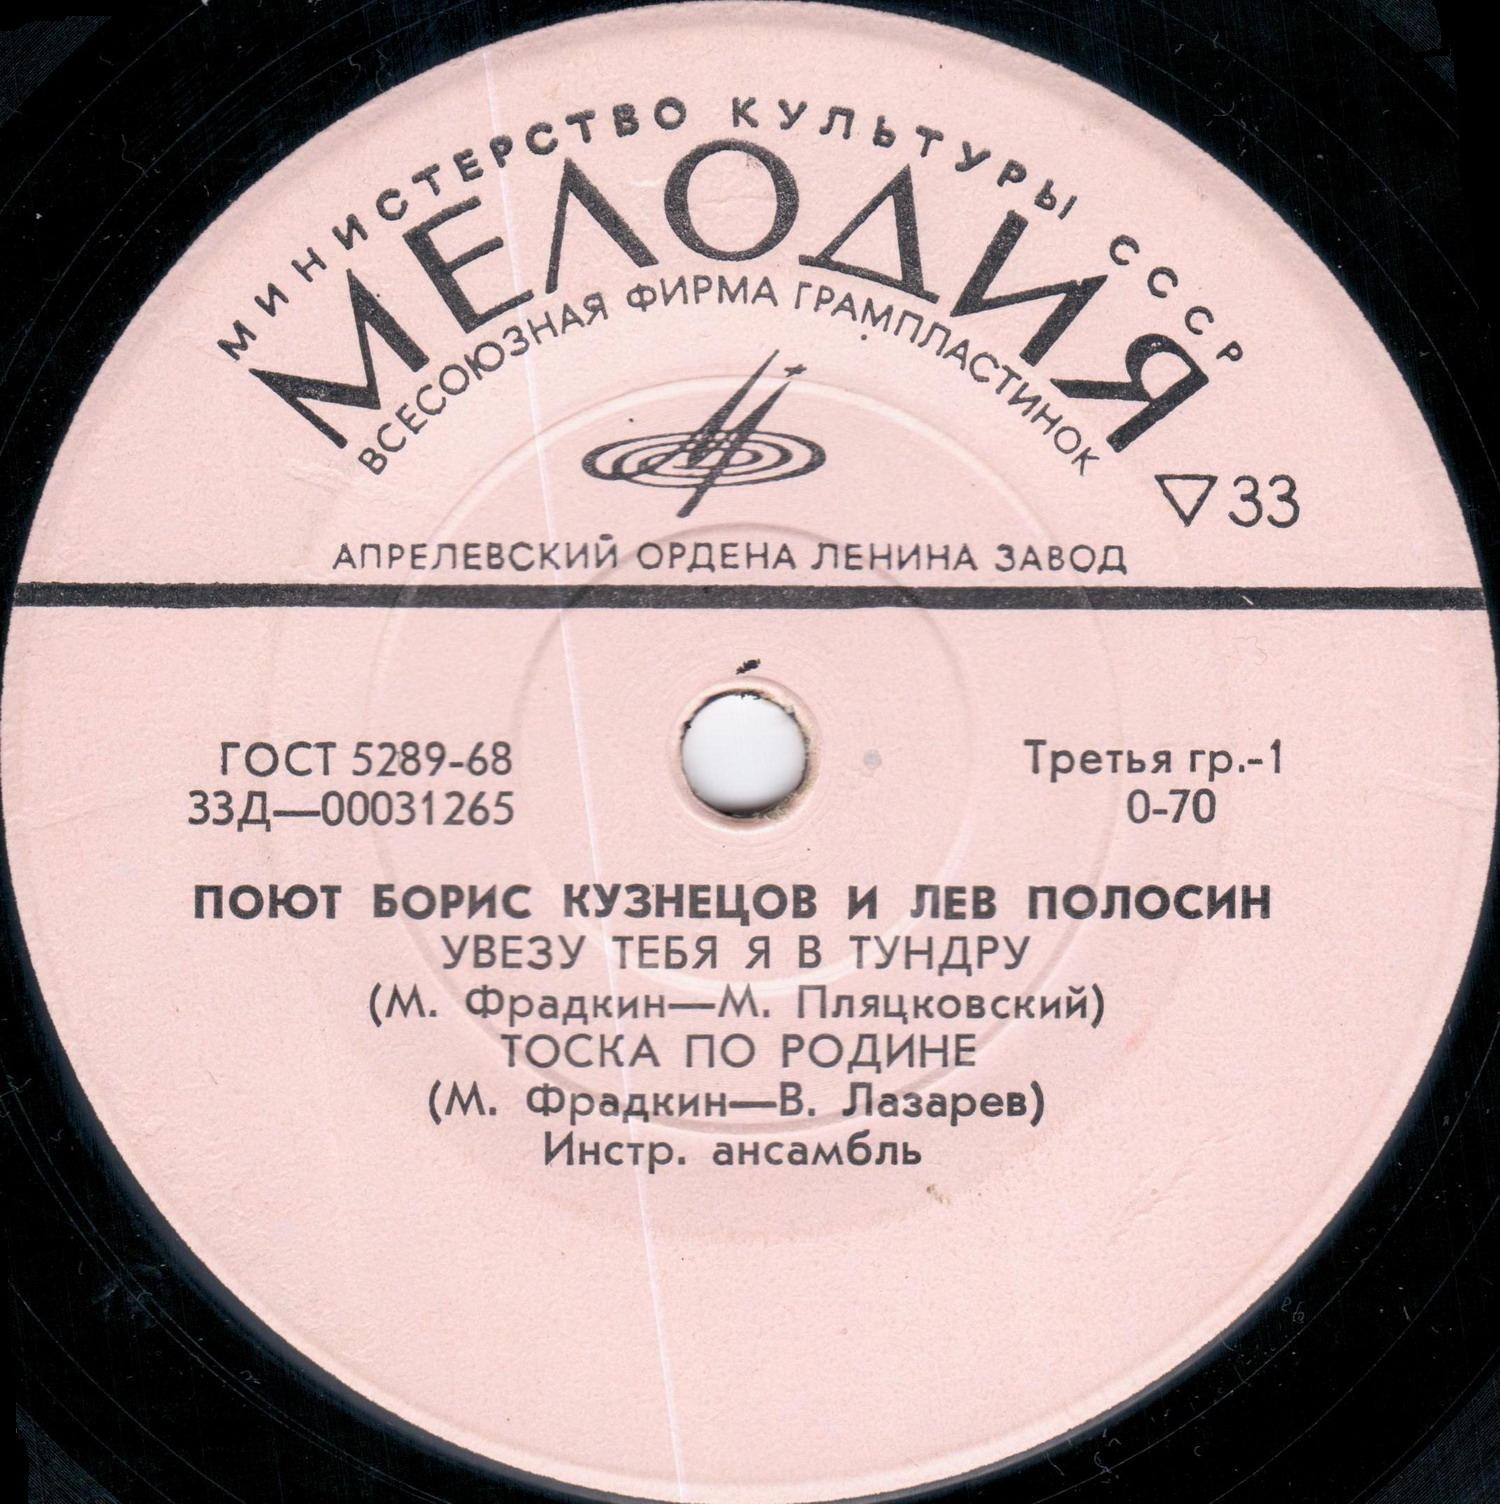 МИНИСТЕРСТВО КУЛЬТУРЫ СССР
МЕЛОДИЯ
ВСЕСОЮЗНАЯ ФИРМА ГРАМПЛАСТИНОК
33
АПРЕЛЕВСКИЙ ОРДЕНА ЛЕНИНА ЗАВОД
ГОСТ 5289-68
33Д—00031265
Третья гр.-1
0-70
ПОЮТ БОРИС КУЗНЕЦОВ И ЛЕВ ПОЛОСИН
УВЕЗУ ТЕБЯ Я В ТУНДРУ
(М. Фрадкин—М. Пляцковский)
ТОСКА ПО РОДИНЕ
(М. Фрадкин—В. Лазарев)
Инстр. ансамбль